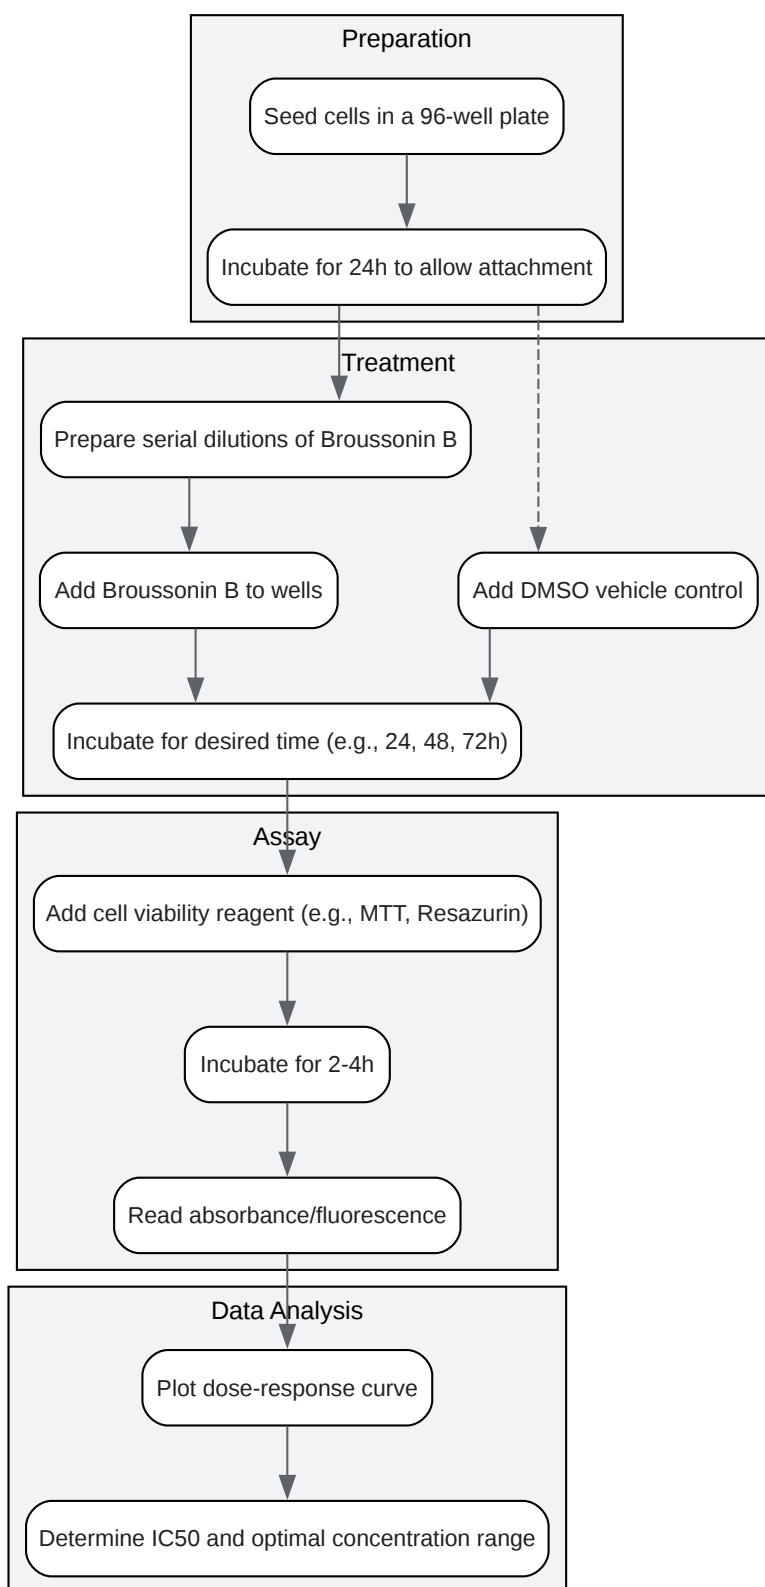 Preparation
Seed cells in a 96-well plate
Incubate for 24h to allow attachment
Treatment
Prepare serial dilutions of Broussonin B
Add Broussonin B to wells
Add DMSO vehicle control
Incubate for desired time (e.g., 24, 48, 72h)
Assay
Add cell viability reagent (e.g., MTT, Resazurin)
Incubate for 2-4h
Read absorbance/fluorescence
Data Analysis
Plot dose-response curve
Determine IC50 and optimal concentration range